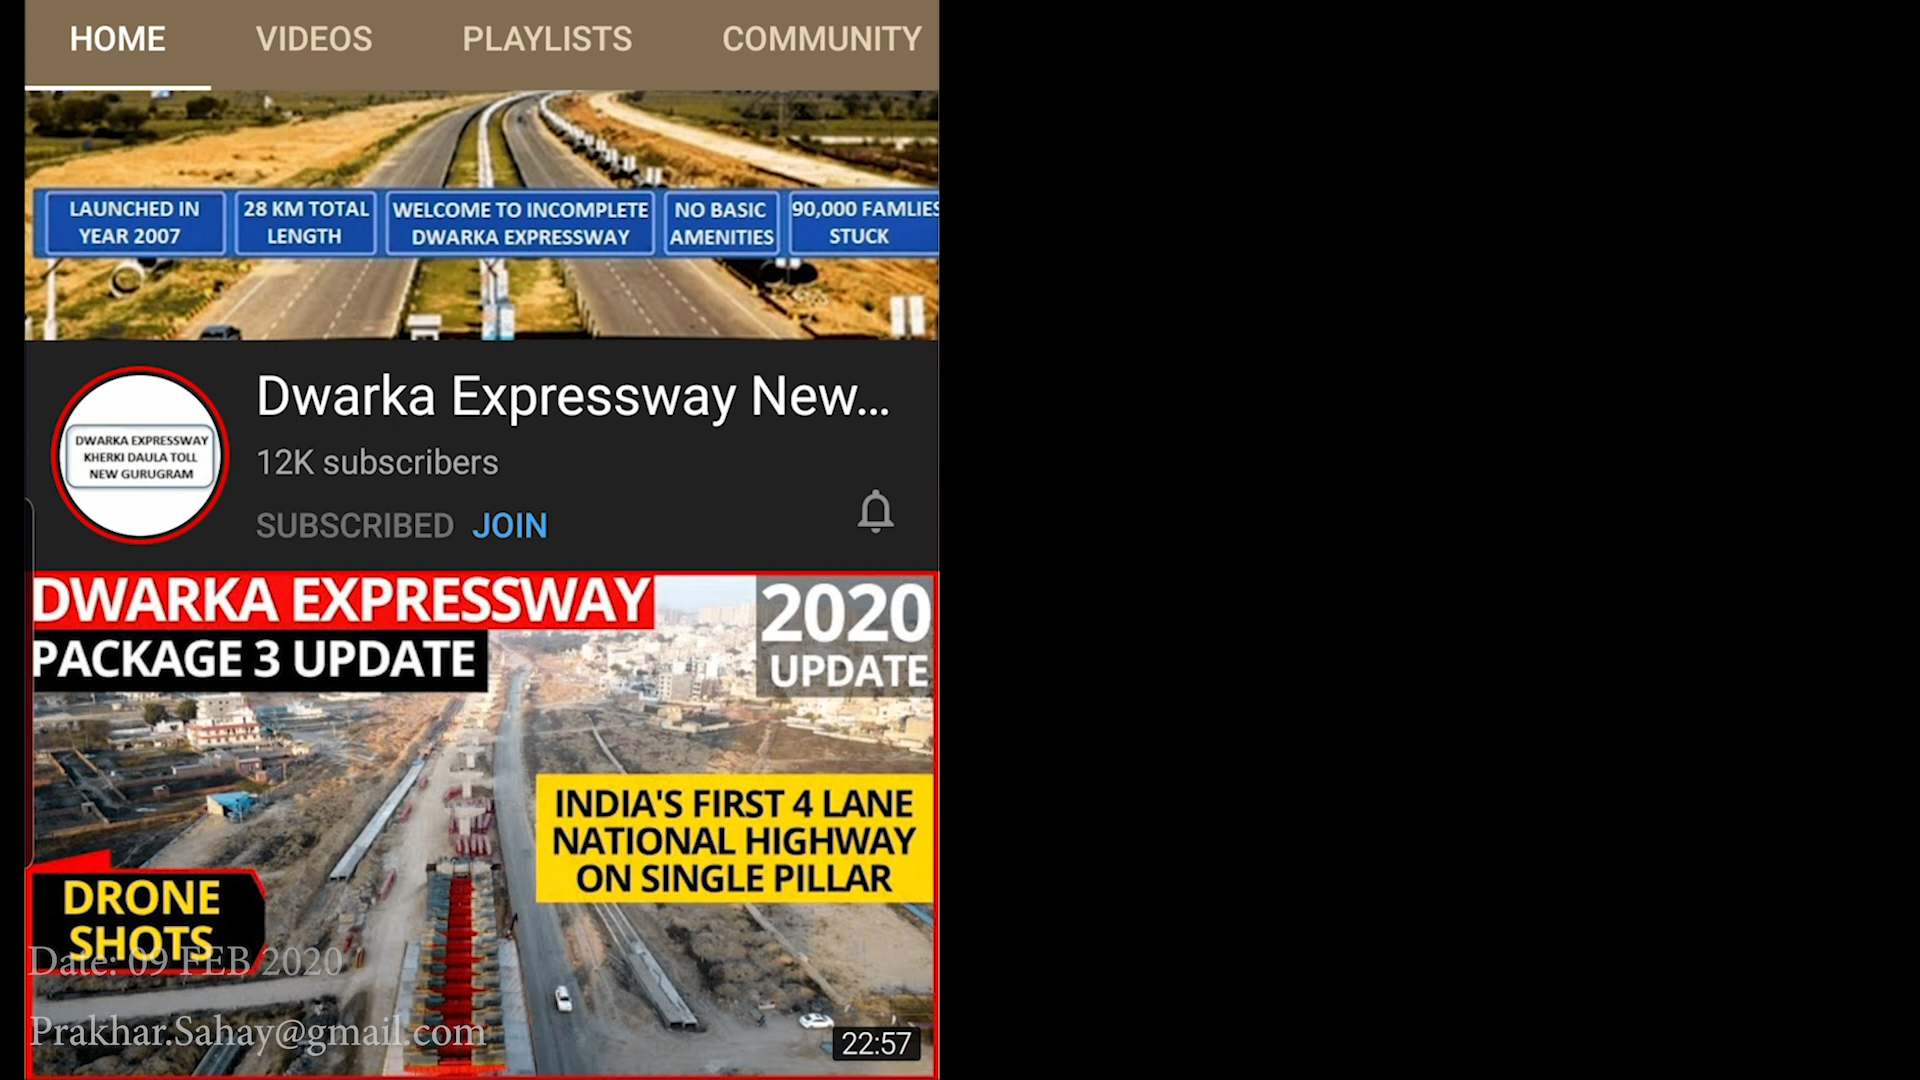 HOME VIDEOS PLAYLISTS COMMUNITY
LAUNCHED IN
YEAR 2007
28 KM TOTAL
LENGTH
WELCOME TO INCOMPLETE
DWARKA EXPRESSWAY
NO BASIC
AMENITIES
90,000 FAMLIES
STUCK
Dwarka Expressway New...
12K subscribers
SUBSCRIBED JOIN
DWARKA EXPRESSWAY
KHERKI DAULA TOLL
NEW GURUGRAM
DWARKA EXPRESSWAY
PACKAGE 3 UPDATE
2020
UPDATE
INDIA'S FIRST 4 LANE
NATIONAL HIGHWAY
ON SINGLE PILLAR
DRONE
SHOTS
Date: 09 FEB 2020
Prakhar.Sahay@gmail.com
22:57